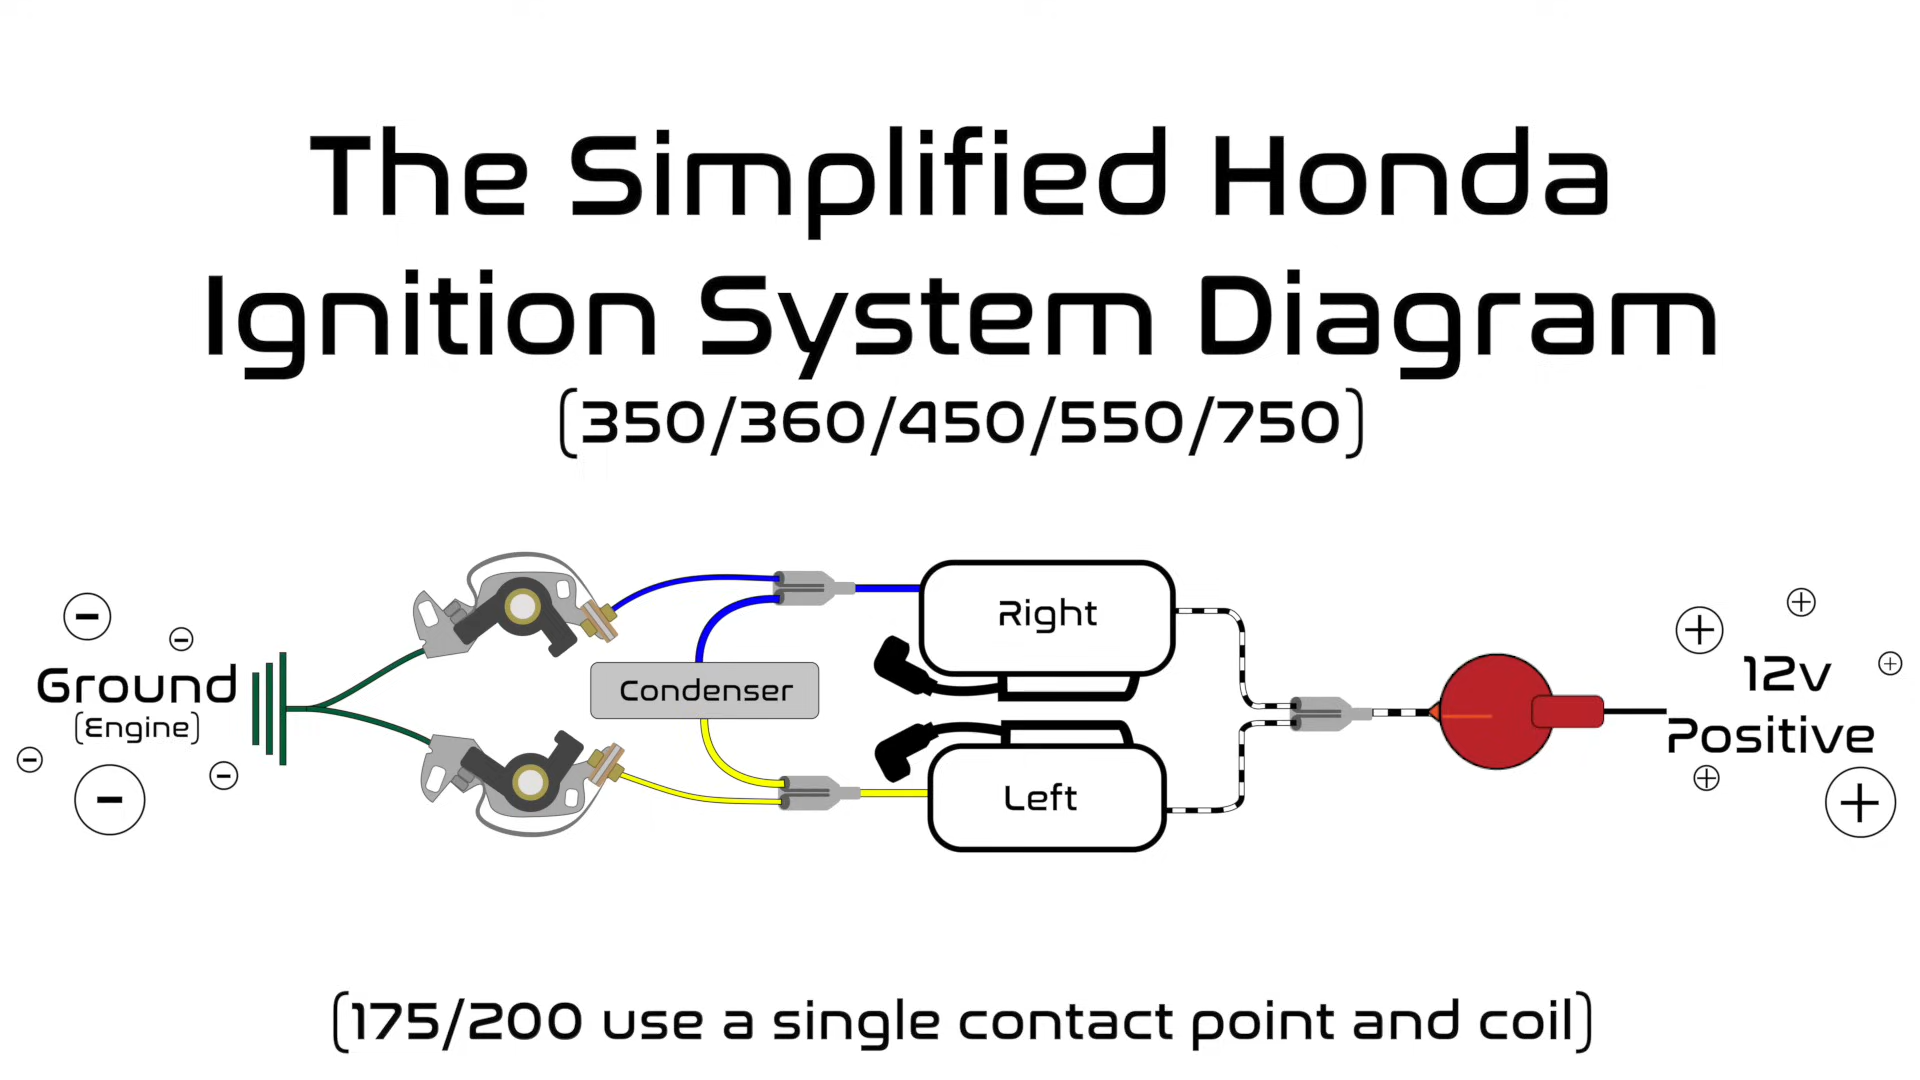 The Simplified Honda
Ignition System Diagram
(350/360/450/550/750)
Right
Condenser
Left
Ground
(Engine)
12v
Positive
(175/200 use a single contact point and coil)